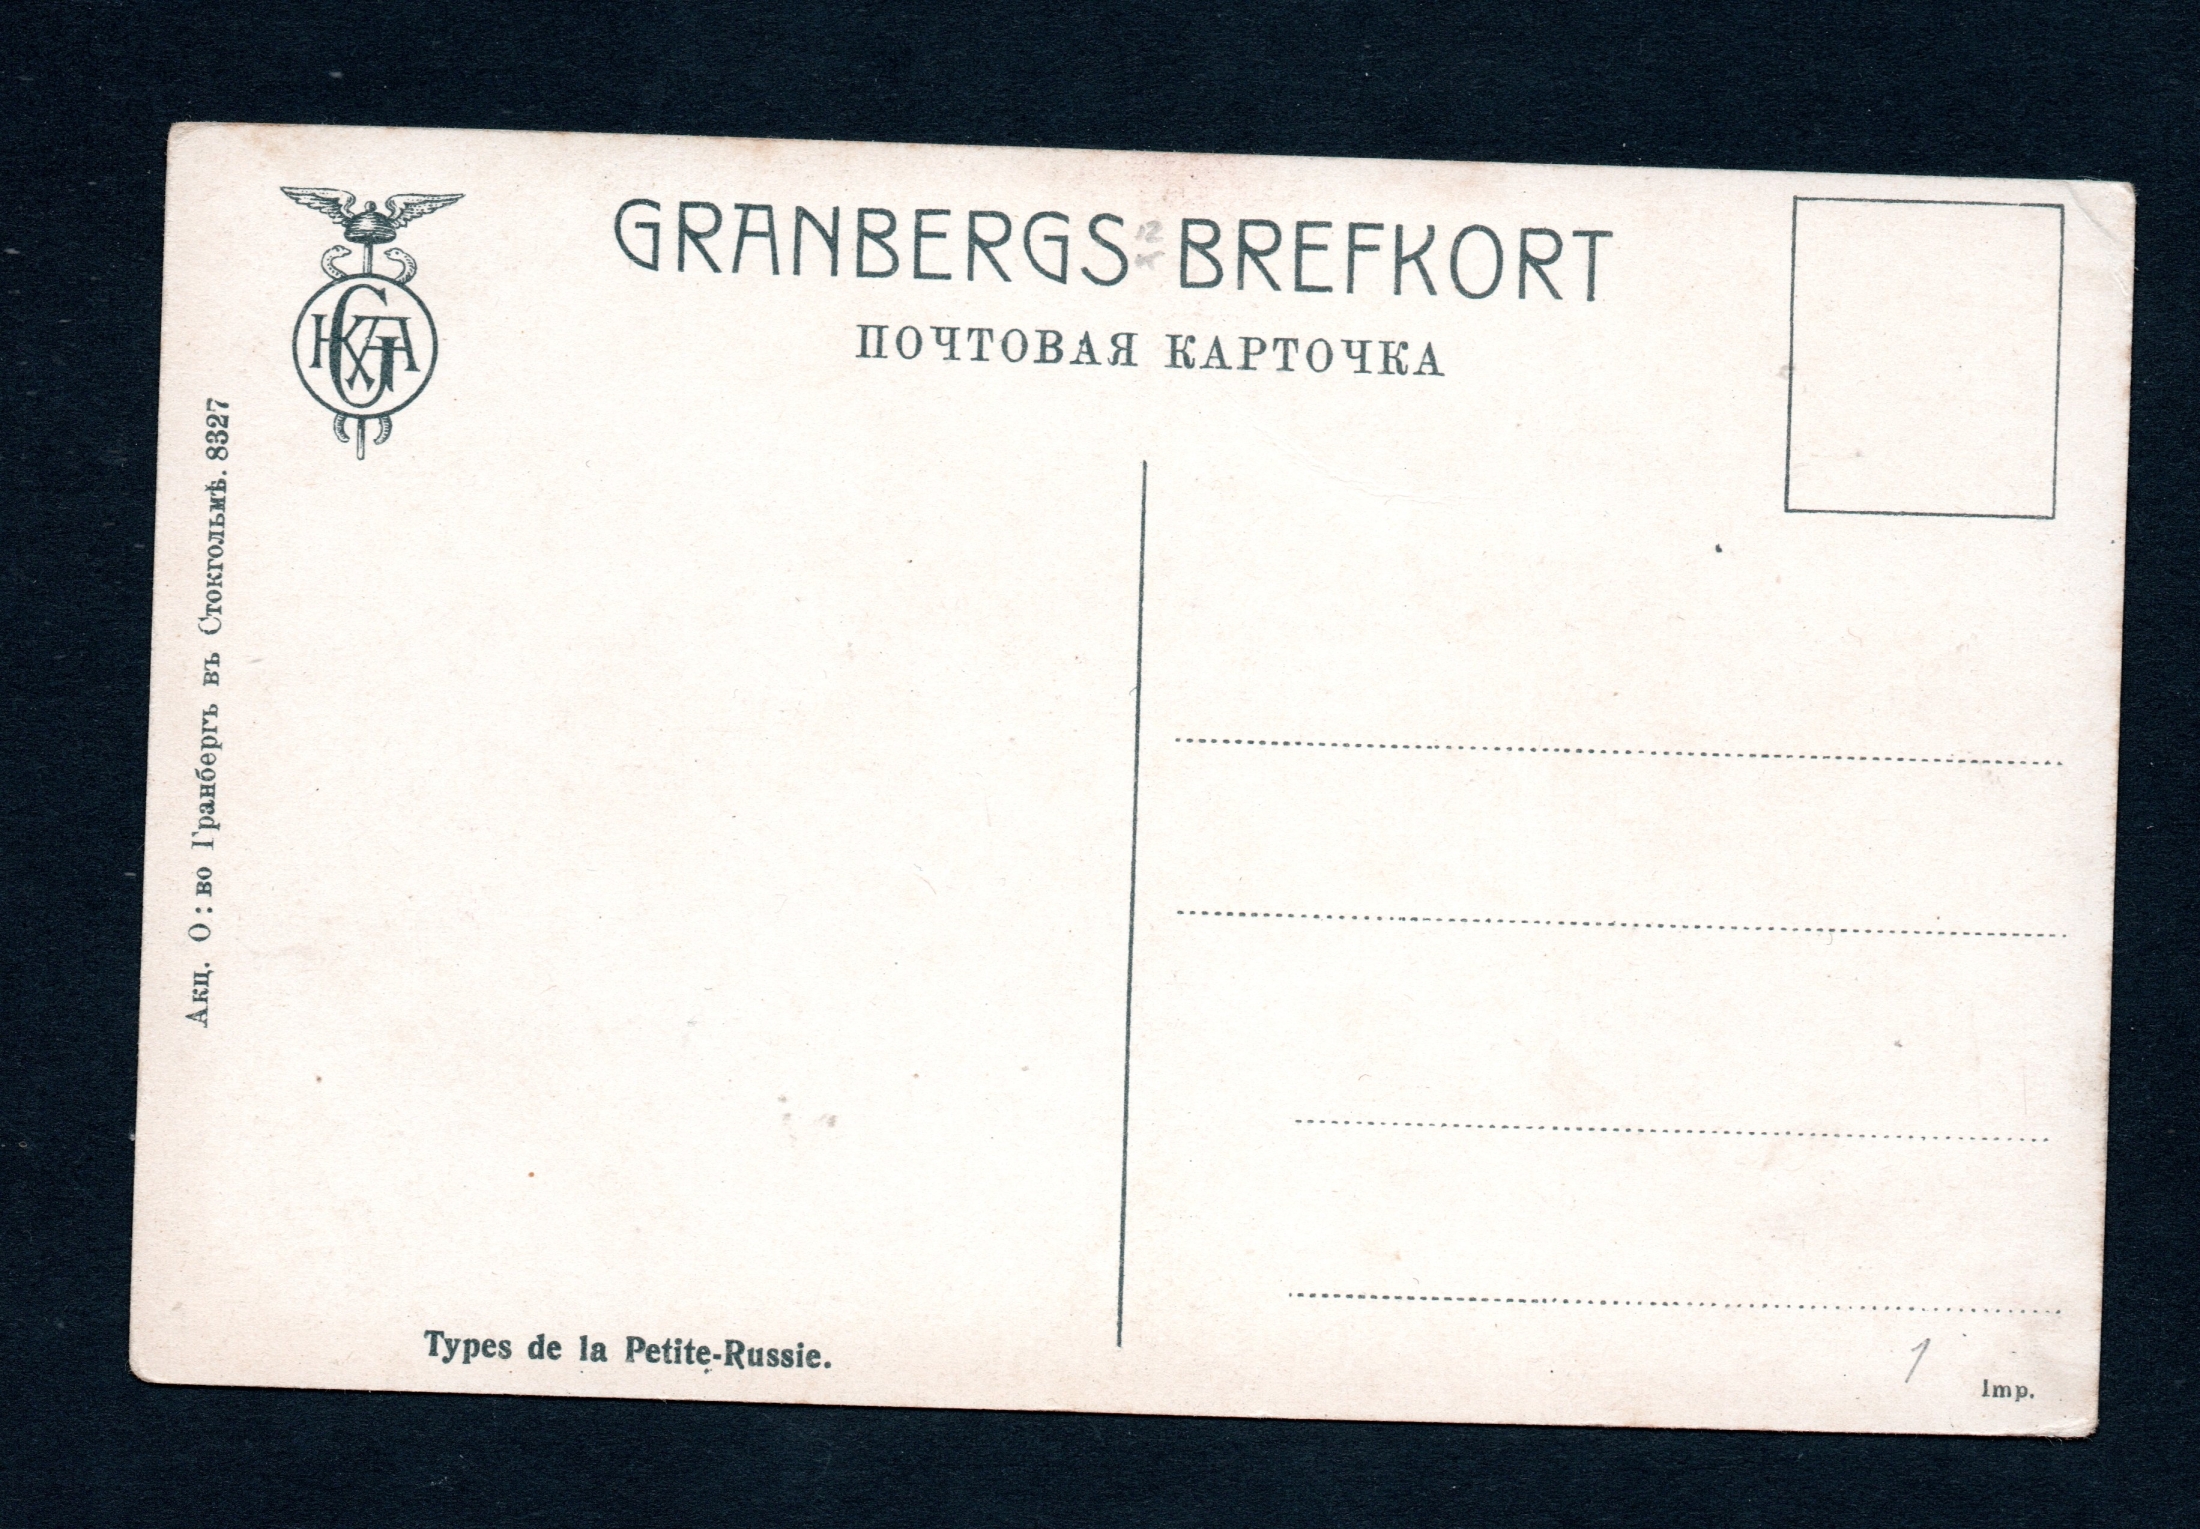 GRANBERGS BREFKORT
ПОЧТОВАЯ КАРТОЧКА
Акц. О:во Гранбергъ въ Стокгольмѣ. 8327
Types de la Petite-Russie.
1
Imp.